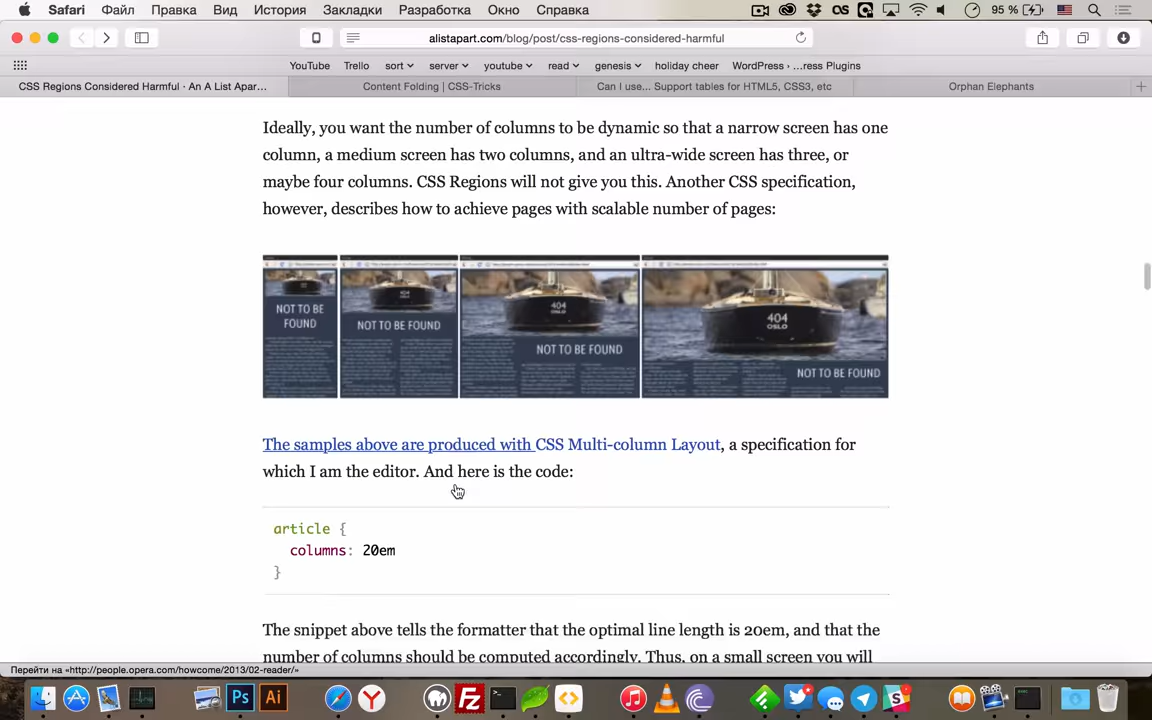 Safari Файл Правка Вид История Закладки Разработка Окно Справка 95 %
alistapart.com/blog/post/css-regions-considered-harmful
YouTube Trello sort server youtube read genesis holiday cheer WordPress › …ress Plugins
CSS Regions Considered Harmful · An A List Apar… Content Folding | CSS-Tricks Can I use... Support tables for HTML5, CSS3, etc Orphan Elephants
Ideally, you want the number of columns to be dynamic so that a narrow screen has one
column, a medium screen has two columns, and an ultra-wide screen has three, or
maybe four columns. CSS Regions will not give you this. Another CSS specification,
however, describes how to achieve pages with scalable number of pages:
404
OSLO
404
OSLO
NOT TO BE
FOUND
NOT TO BE FOUND
NOT TO BE FOUND
NOT TO BE FOUND
The samples above are produced with CSS Multi-column Layout, a specification for
which I am the editor. And here is the code:
article {
columns: 20em
}
The snippet above tells the formatter that the optimal line length is 20em, and that the
number of columns should be computed accordingly. Thus, on a small screen you will
Перейти на «http://people.opera.com/howcome/2013/02-reader/»
Ps Ai Fz